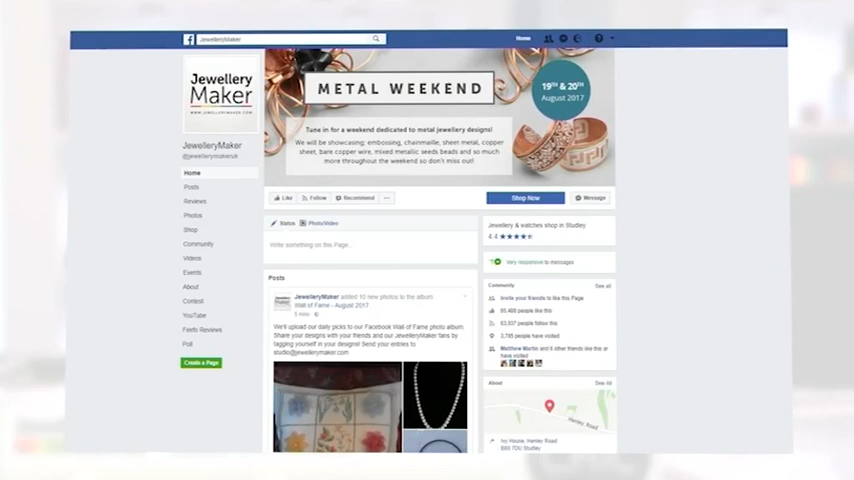 JewelleryMaker
Home
Jewellery
Maker
WWW.JEWELLERYMAKER.COM
METAL WEEKEND
19TH & 20TH
August 2017
Tune in for a weekend dedicated to metal jewellery designs!
We will be showcasing; embossing, chainmaille, sheet metal, copper
sheet, bare copper wire, mixed metallic seeds beads and so much
more throughout the weekend so don't miss out!
JewelleryMaker
@jewellerymakeruk
Home
Posts
Reviews
Photos
Shop
Community
Videos
Events
About
Contest
YouTube
Feefo Reviews
Poll
Create a Page
Like
Follow
Recommend
Shop Now
Message
Status
Photo/Video
Write something on this Page...
Posts
JewelleryMaker added 10 new photos to the album
Wall of Fame - August 2017
5 mins
We'll upload our daily picks to our Facebook Wall of Fame photo album.
Share your designs with your friends and our JewelleryMaker fans by
tagging yourself in your designs! Send your entries to
studio@jewellerymaker.com
Jewellery & watches shop in Studley
4.4
Very responsive to messages
Community
See all
Invite your friends to like this Page
people like this
people follow this
3,785 people have visited
Matthew Martin and 6 other friends like this or
have visited
About
See All
Henley Road
Ivy House, Henley Road
B80 7DU Studley